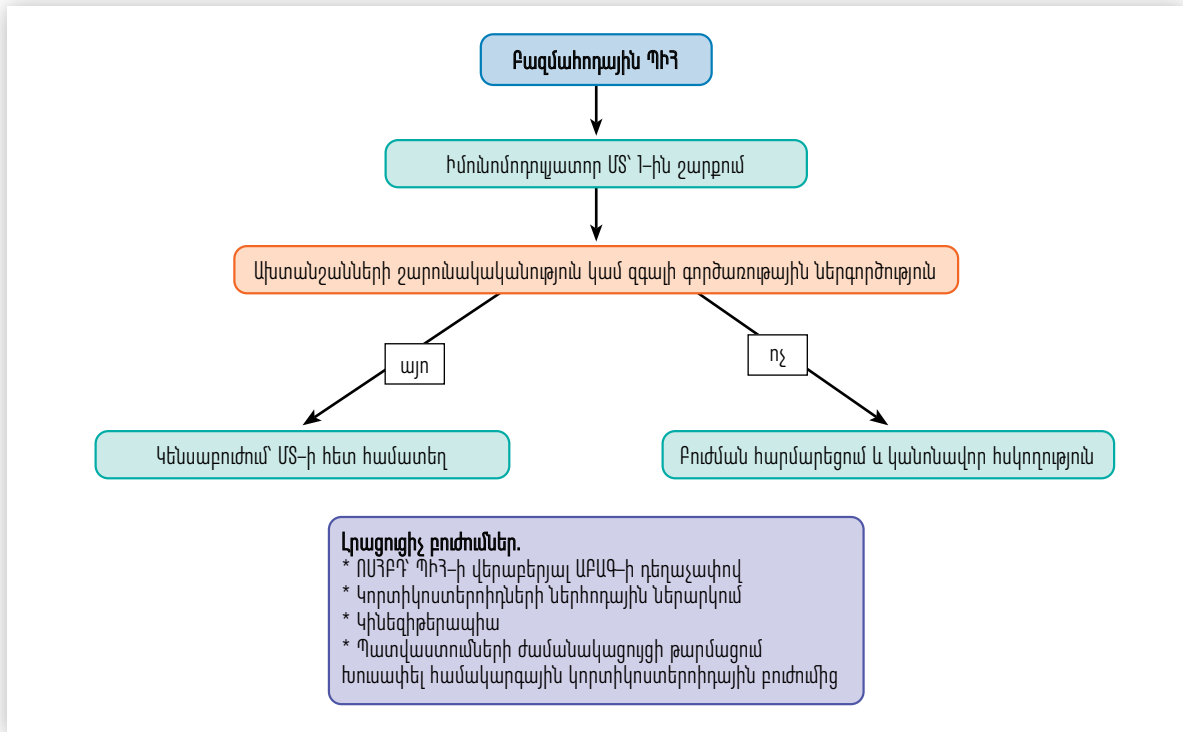 Բազմահոդային ՊԻՀ
Իմունոմոդուլյատոր ՄՏ՝ 1–ին շարքում
Ախտանշանների շարունակականություն կամ զգալի գործառութային ներգործություն
այո
ոչ
Կենսաբուժում՝ ՄՏ–ի հետ համատեղ
Բուժման հարմարեցում և կանոնավոր հսկողություն
Լրացուցիչ բուժումներ.
* ՈՍՀԲԴ՝ ՊԻՀ–ի վերաբերյալ ԱԲԱԳ–ի դեղաչափով
* Կորտիկոստերոիդների ներհոդային ներարկում
* Կինեզիթերապիա
* Պատվաստումների ժամանակացույցի թարմացում
Խուսափել համակարգային կորտիկոստերոիդային բուժումից